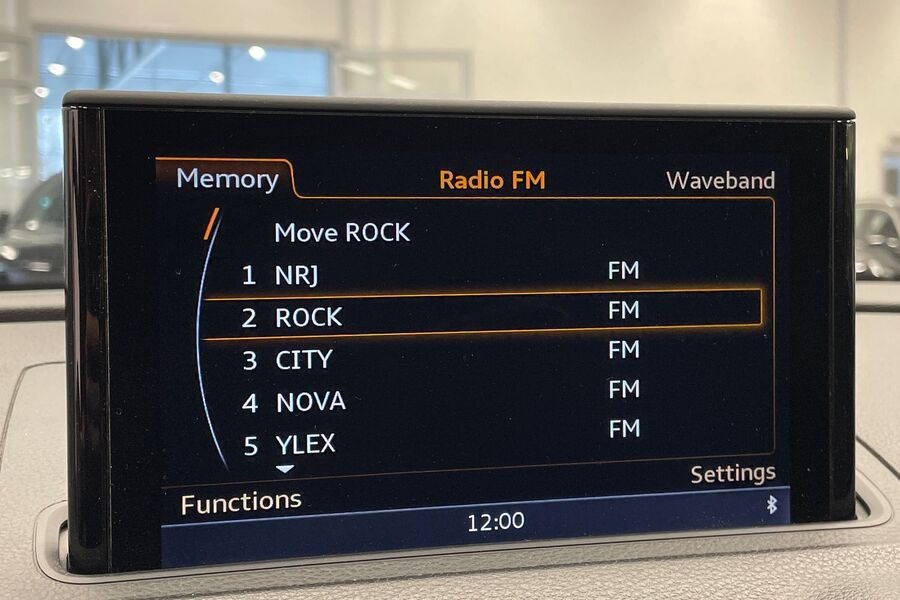 Memory Radio FM Waveband
Move ROCK
1 NRJ FM
2 ROCK FM
3 CITY FM
4 NOVA FM
5 YLEX FM
Settings
Functions
12:00